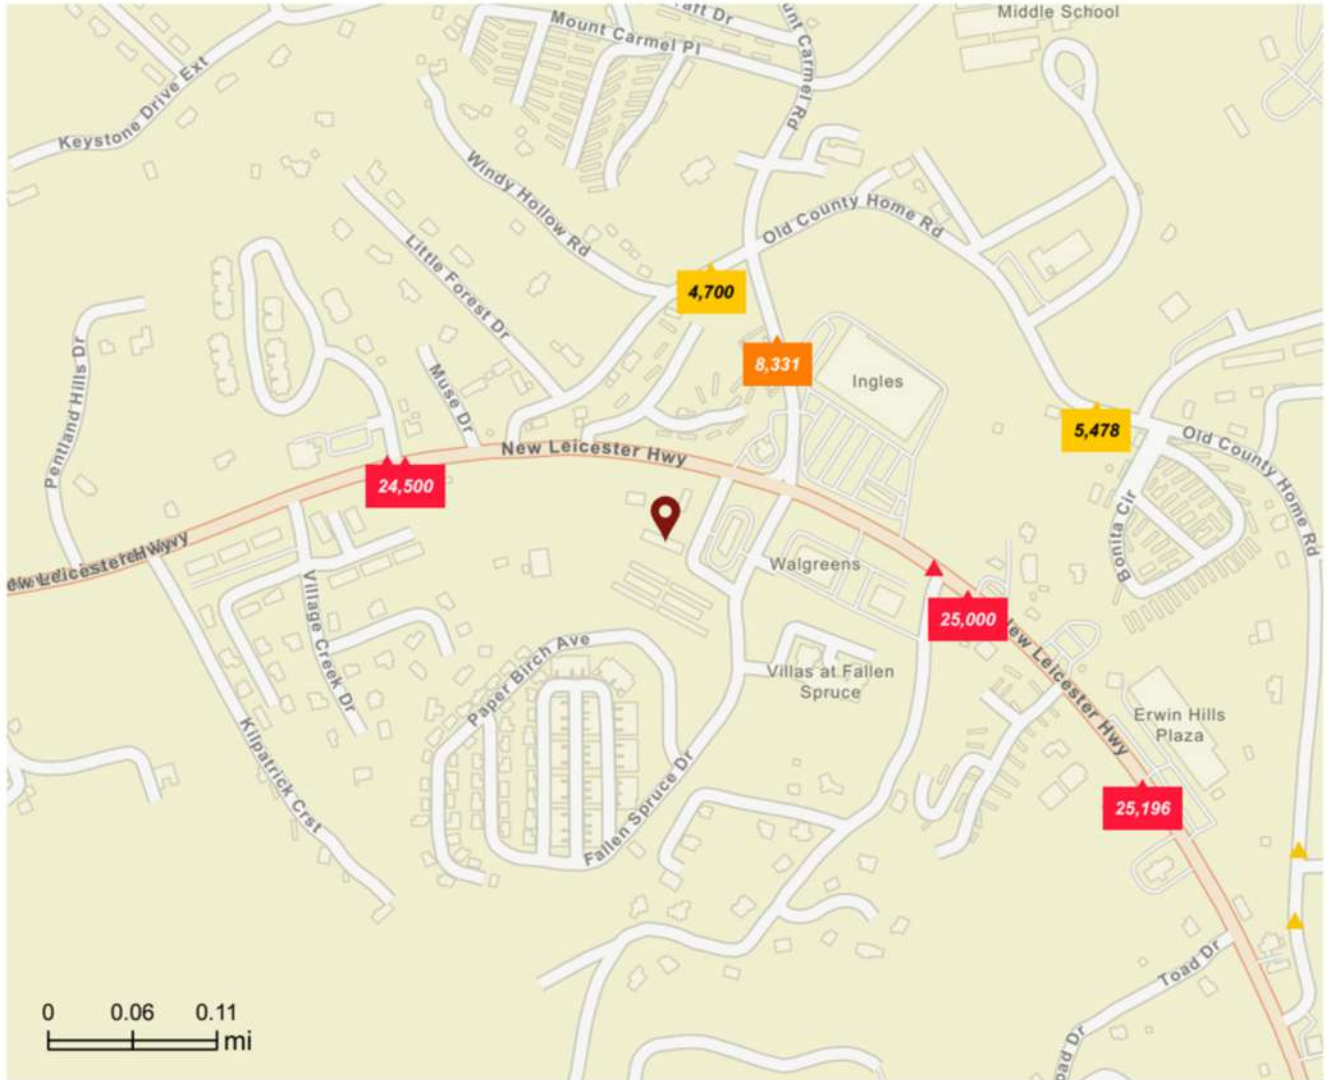 Middle School
Mount Carmel Pl
Keystone Drive Ext
Windy Hollow Rd
Old County Home Rd
Little Forest Dr
4,700
8,331
Ingles
Pentland Hills Dr
Muse Dr
5,478
Old County Home Rd
New Leicester Hwy
24,500
Bonita Cir
Walgreens
Village Creek Dr
25,000
New Leicester Hwy
Paper Birch Ave
Villas at Fallen
Spruce
Erwin Hills
Plaza
Kilpatrick Crst
Fallen Spruce Dr
25,196
Toad Dr
0 0.06 0.11
mi